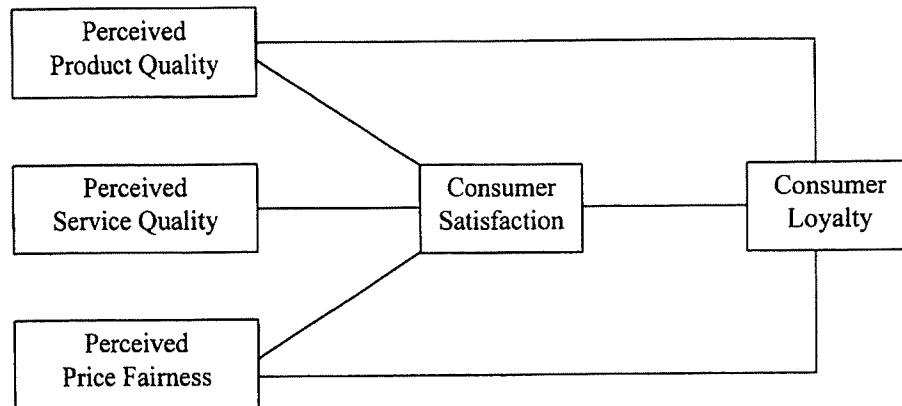 Perceived
Product Quality
Perceived
Service Quality
Consumer
Satisfaction
Consumer
Loyalty
Perceived
Price Fairness